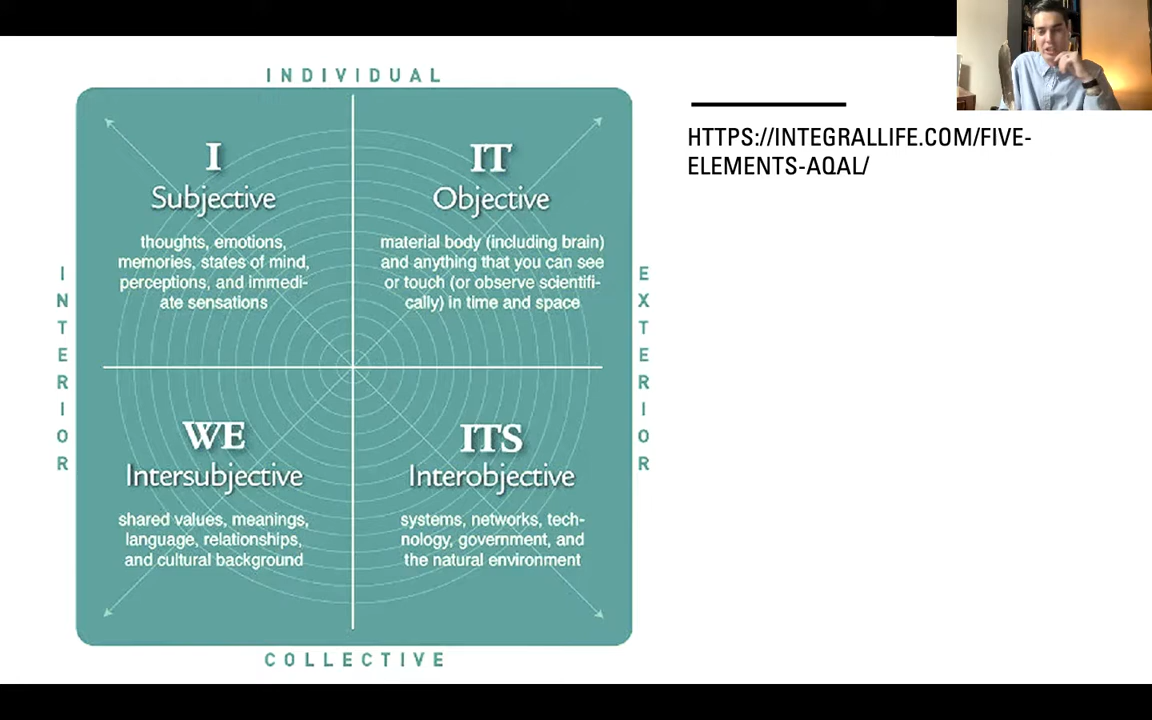 INDIVIDUAL
HTTPS://INTEGRALLIFE.COM/FIVE-
ELEMENTS-AQAL/
I
Subjective
thoughts, emotions,
memories, states of mind,
perceptions, and immedi-
ate sensations
IT
Objective
material body (including brain)
and anything that you can see
or touch (or observe scientifi-
cally) in time and space
INTERIOR
EXTERIOR
WE
Intersubjective
shared values, meanings,
language, relationships,
and cultural background
ITS
Interobjective
systems, networks, tech-
nology, government, and
the natural environment
COLLECTIVE